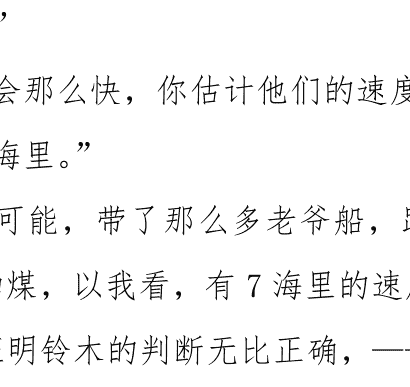 ”
会那么快，你估计他们的速度
海里。”
可能，带了那么多老爷船，
煤，以我看，有 7 海里的速
明铃木的判断无比正确，—